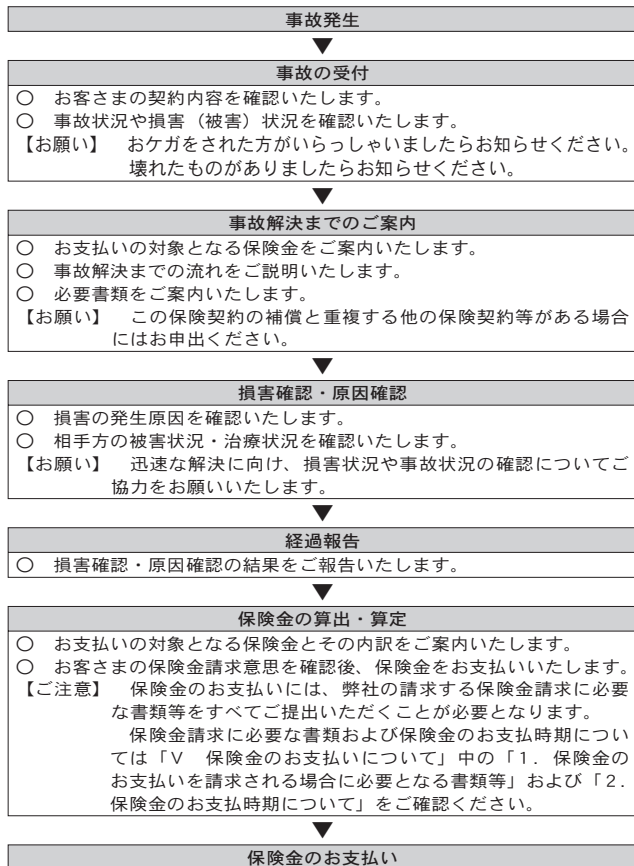 事故発生
▼
事故の受付
○　お客さまの契約内容を確認いたします。
○　事故状況や損害（被害）状況を確認いたします。
【お願い】　おケガをされた方がいらっしゃいましたらお知らせください。
壊れたものがありましたらお知らせください。
▼
事故解決までのご案内
○　お支払いの対象となる保険金をご案内いたします。
○　事故解決までの流れをご説明いたします。
○　必要書類をご案内いたします。
【お願い】　この保険契約の補償と重複する他の保険契約等がある場合
にはお申出ください。
▼
損害確認・原因確認
○　損害の発生原因を確認いたします。
○　相手方の被害状況・治療状況を確認いたします。
【お願い】　迅速な解決に向け、損害状況や事故状況の確認についてご
協力をお願いいたします。
▼
経過報告
○　損害確認・原因確認の結果をご報告いたします。
▼
保険金の算出・算定
○　お支払いの対象となる保険金とその内訳をご案内いたします。
○　お客さまの保険金請求意思を確認後、保険金をお支払いいたします。
【ご注意】　保険金のお支払いには、弊社の請求する保険金請求に必要
な書類等をすべてご提出いただくことが必要となります。
保険金請求に必要な書類および保険金のお支払時期につい
ては「Ⅴ　保険金のお支払いについて」中の「１．保険金の
お支払いを請求される場合に必要となる書類等」および「２．
保険金のお支払時期について」をご確認ください。
▼
保険金のお支払い